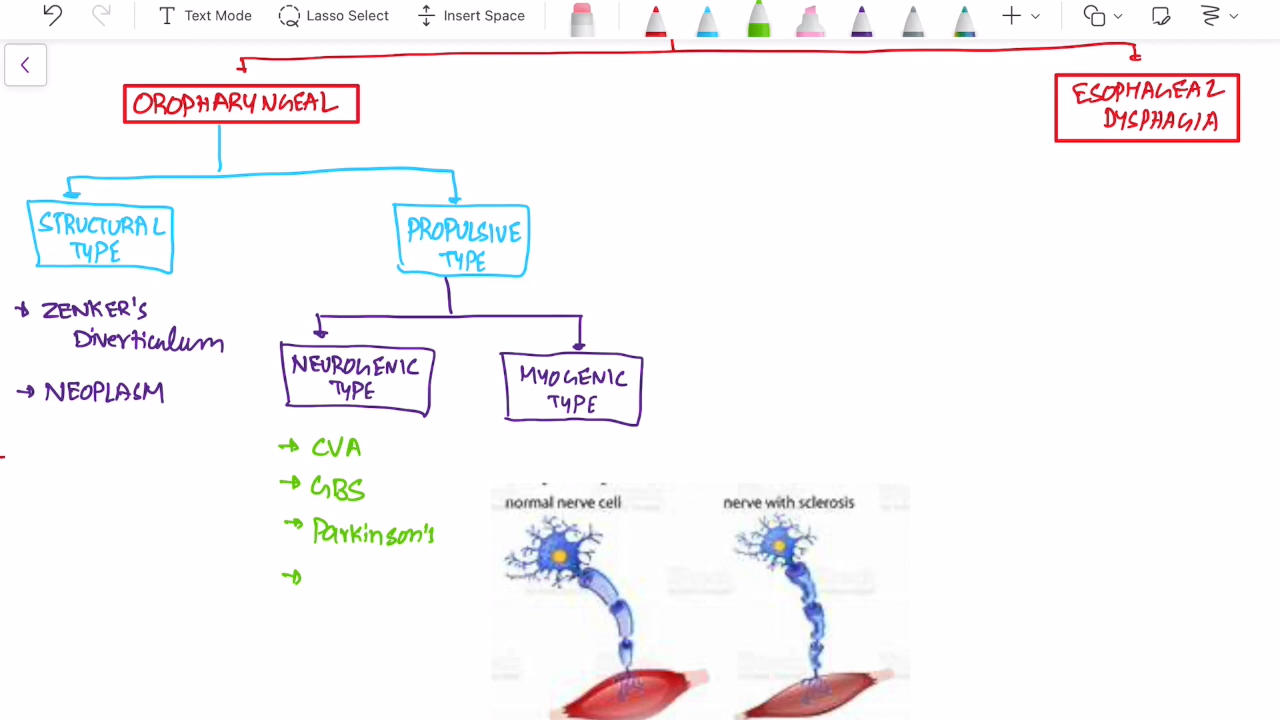 Text Mode
Lasso Select
Insert Space
OROPHARYNGEAL
ESOPHAGEAL
DYSPHAGIA
STRUCTURAL
TYPE
PROPULSIVE
TYPE
ZENKER'S
Diverticulum
NEOPLASM
NEUROGENIC
TYPE
MYOGENIC
TYPE
CVA
GBS
Parkinson's
normal nerve cell
nerve with sclerosis